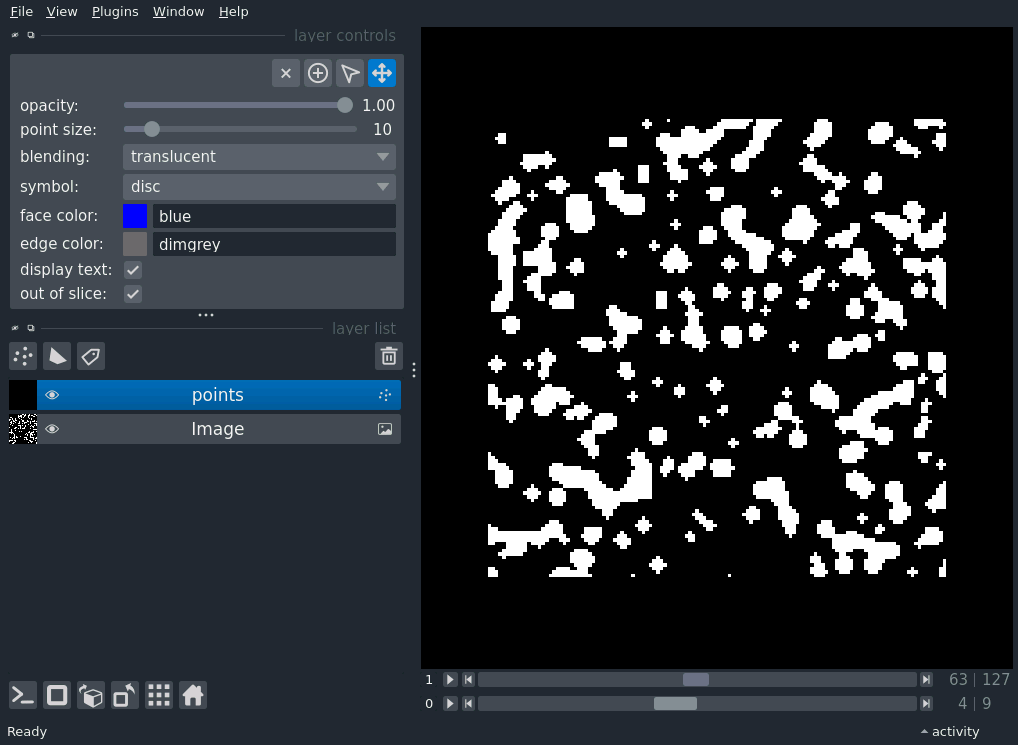 File View Plugins Window Help
layer controls
opacity: 1.00
point size: 10
blending: translucent
symbol: disc
face color: blue
edge color: dimgrey
display text:
out of slice:
layer list
points
Image
1 63 | 127
0 4 | 9
Ready activity